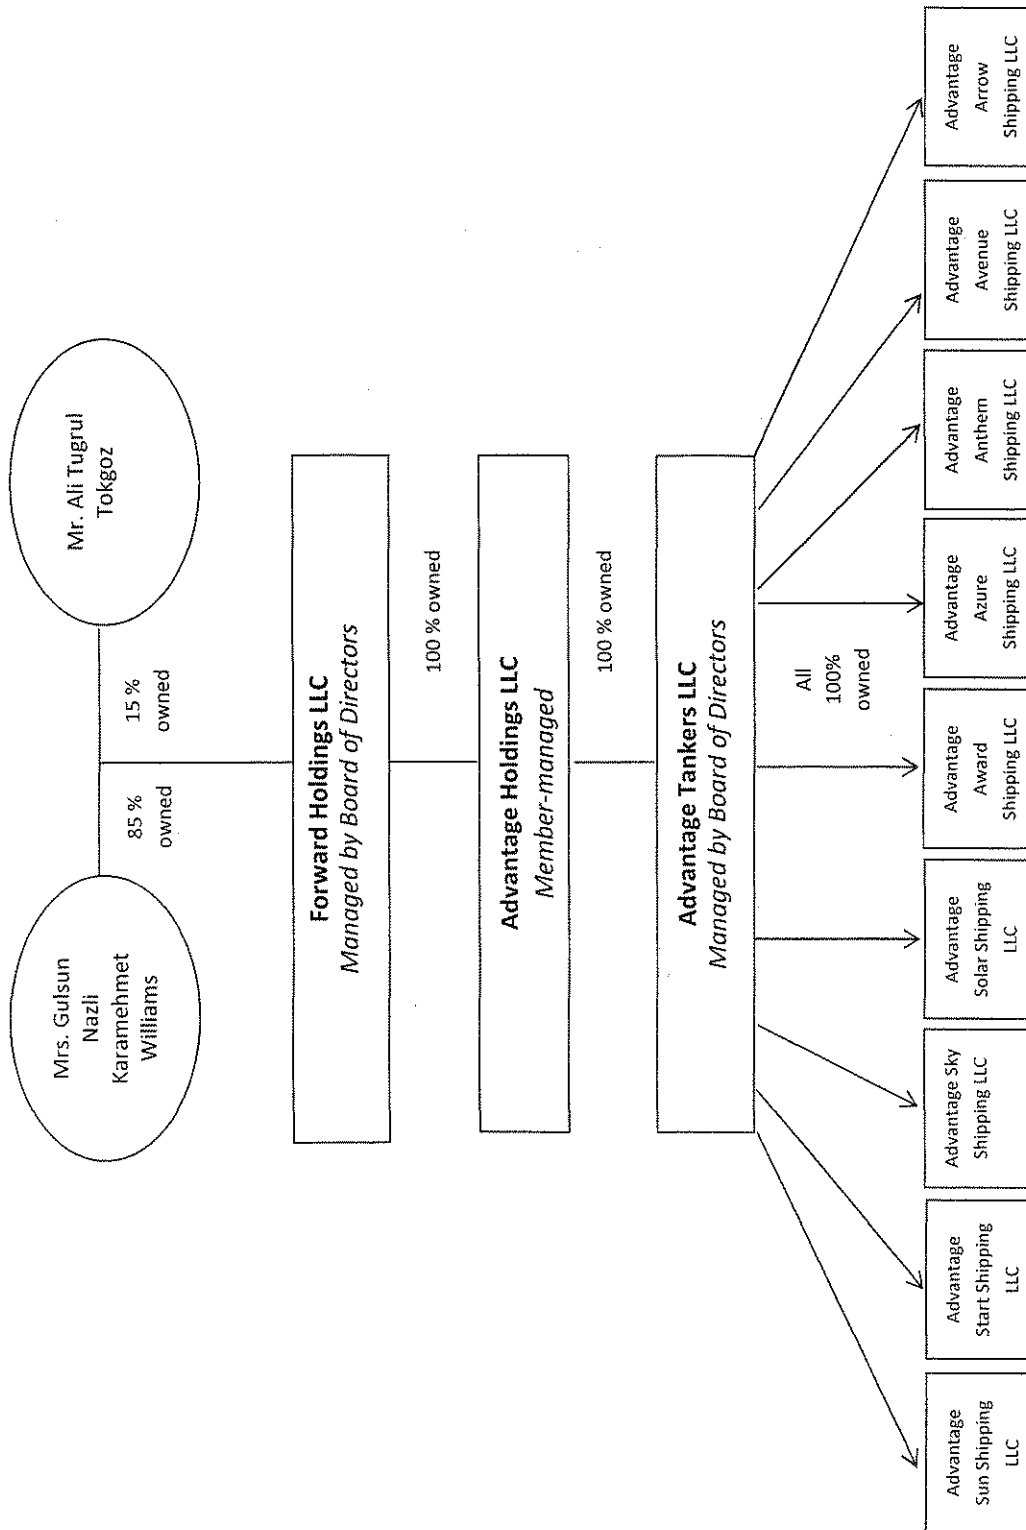 Mrs. Gulsun
Nazli
Karamehmet
Williams
85 %
owned
15 %
owned
Mr. Ali Tugrul
Tokgoz
Forward Holdings LLC
Managed by Board of Directors
100 % owned
Advantage Holdings LLC
Member-managed
100 % owned
Advantage Tankers LLC
Managed by Board of Directors
All
100%
owned
Advantage
Sun Shipping
LLC
Advantage
Start Shipping
LLC
Advantage Sky
Shipping LLC
Advantage
Solar Shipping
LLC
Advantage
Award
Shipping LLC
Advantage
Azure
Shipping LLC
Advantage
Anthem
Shipping LLC
Advantage
Avenue
Shipping LLC
Advantage
Arrow
Shipping LLC